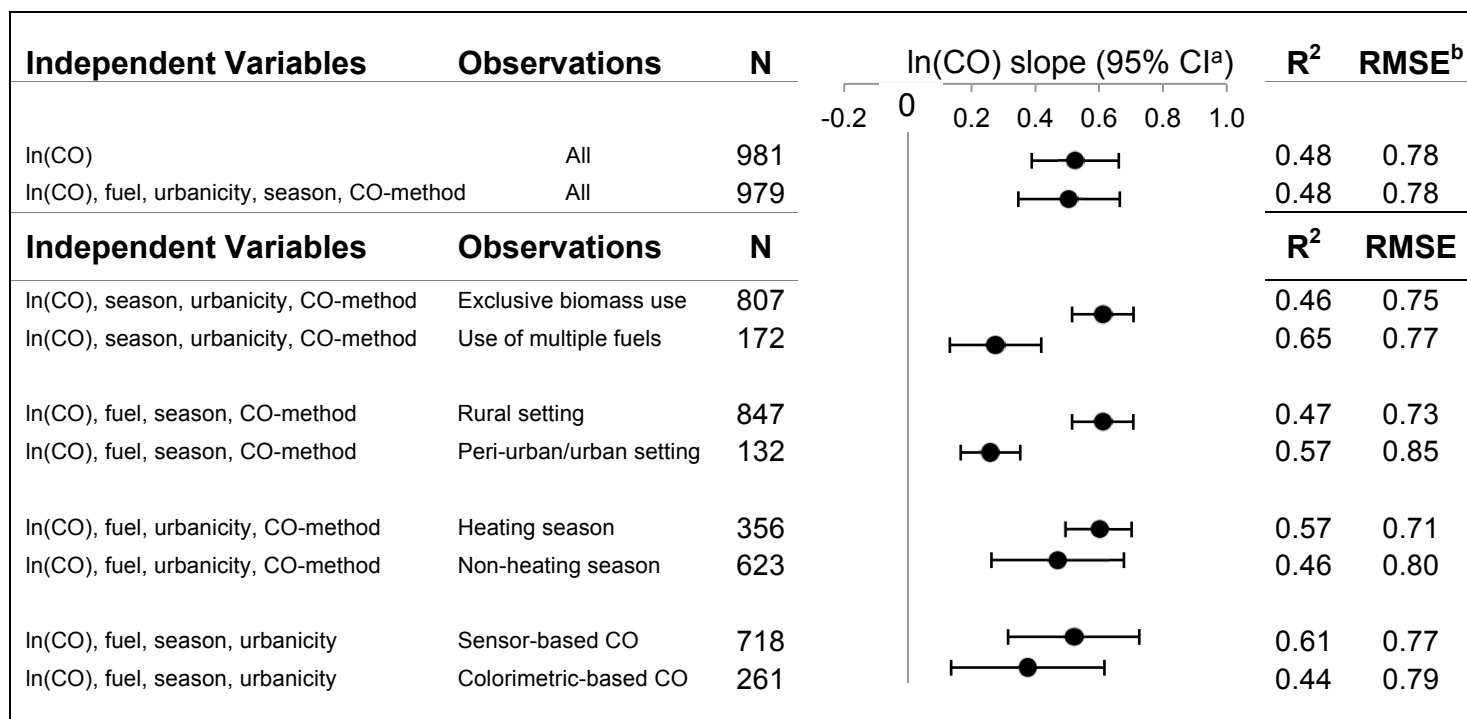 Independent Variables Observations N ln(CO) slope (95% CIᵃ) R² RMSEᵇ
-0.2 0 0.2 0.4 0.6 0.8 1.0
ln(CO) All 981 0.48 0.78
ln(CO), fuel, urbanicity, season, CO-method All 979 0.48 0.78
Independent Variables Observations N R² RMSE
ln(CO), season, urbanicity, CO-method Exclusive biomass use 807 0.46 0.75
ln(CO), season, urbanicity, CO-method Use of multiple fuels 172 0.65 0.77
ln(CO), fuel, season, CO-method Rural setting 847 0.47 0.73
ln(CO), fuel, season, CO-method Peri-urban/urban setting 132 0.57 0.85
ln(CO), fuel, urbanicity, CO-method Heating season 356 0.57 0.71
ln(CO), fuel, urbanicity, CO-method Non-heating season 623 0.46 0.80
ln(CO), fuel, season, urbanicity Sensor-based CO 718 0.61 0.77
ln(CO), fuel, season, urbanicity Colorimetric-based CO 261 0.44 0.79